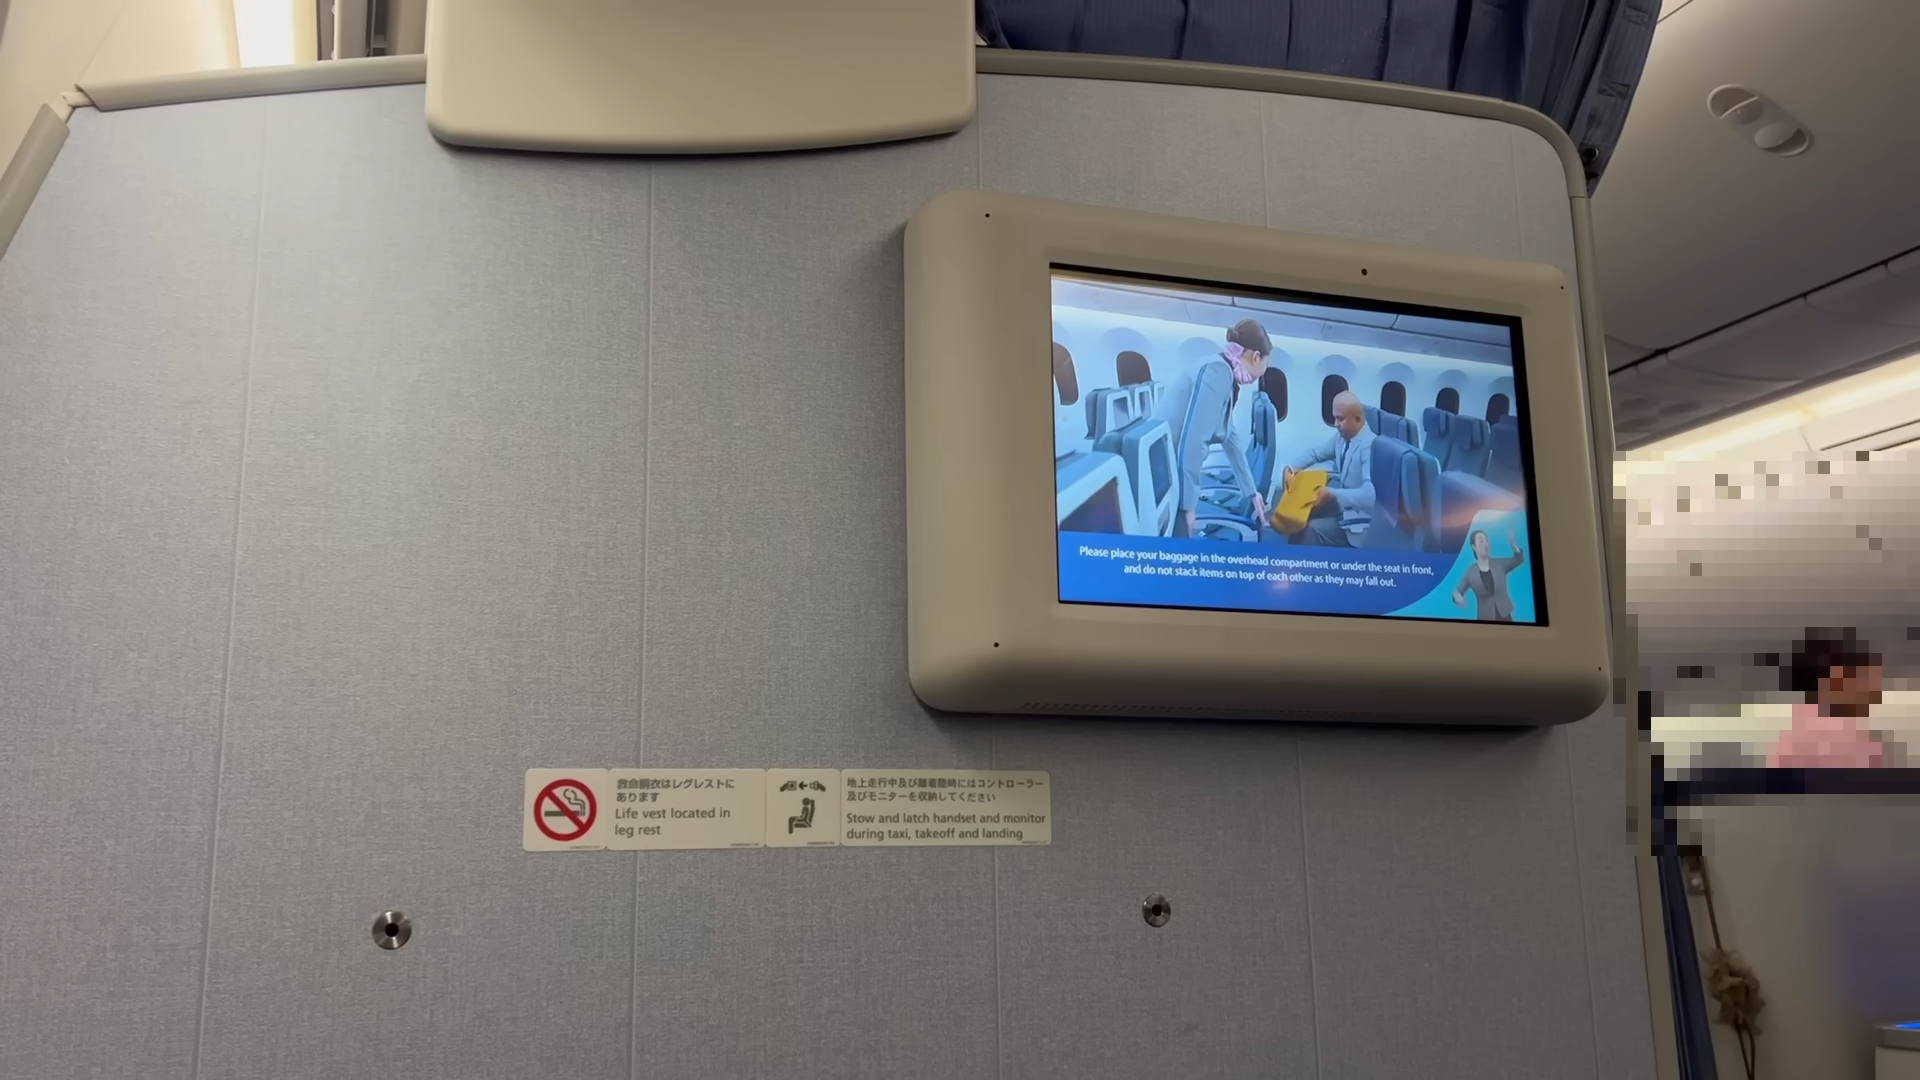 Please place your baggage in the overhead compartment or under the seat in front,
and do not stack items on top of each other as they may fall out.
救命胴衣はレグレストに
あります
Life vest located in
leg rest
地上走行中及び離着陸時にはコントローラー
及びモニターを収納してください
Stow and latch handset and monitor
during taxi, takeoff and landing